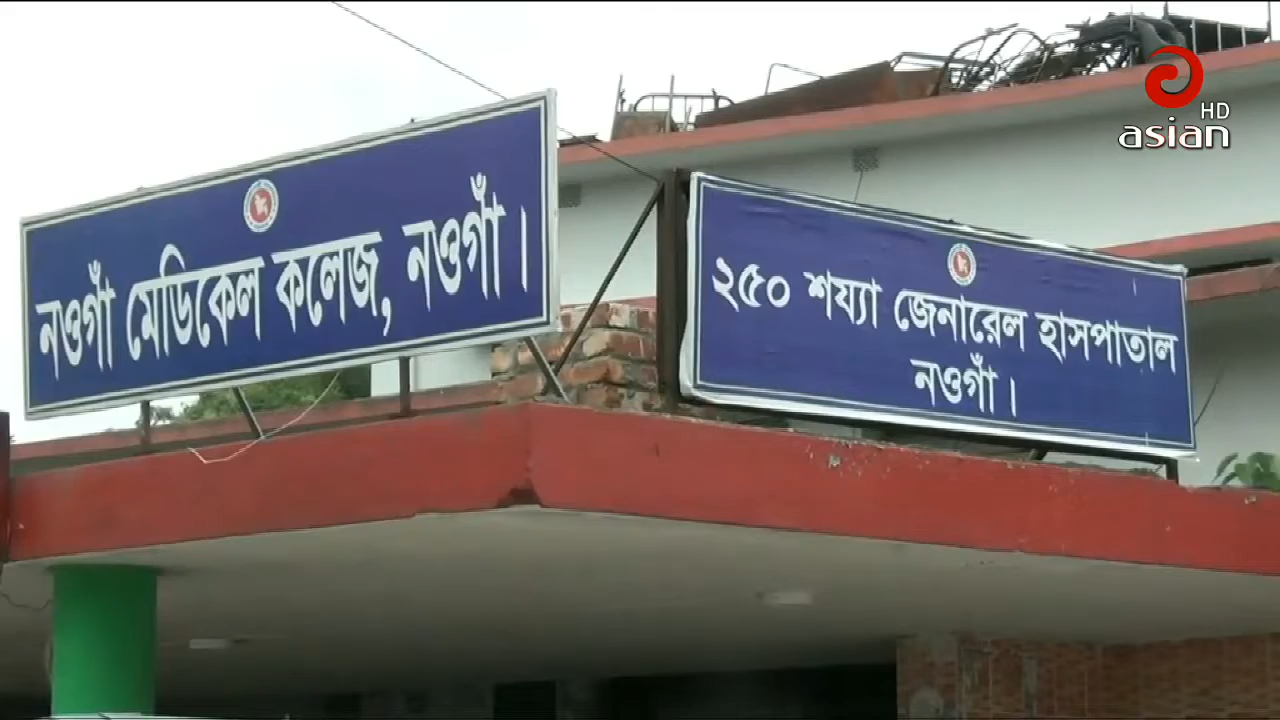 নওগাঁ মেডিকেল কলেজ, নওগাঁ।
২৫০ শয্যা জেনারেল হাসপাতাল
নওগাঁ।
HD
asian